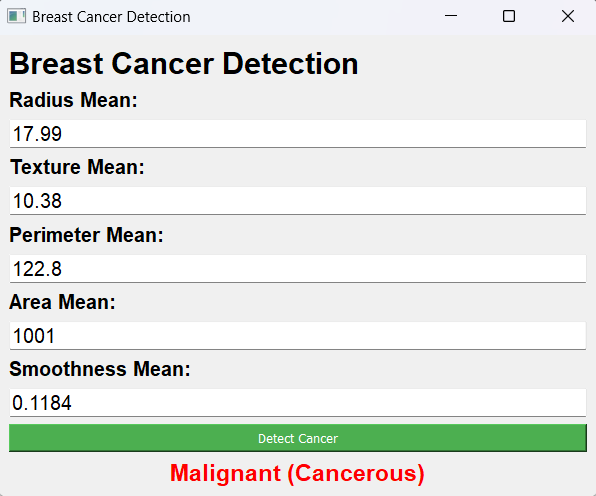 Breast Cancer Detection
Breast Cancer Detection
Radius Mean:
17.99
Texture Mean:
10.38
Perimeter Mean:
122.8
Area Mean:
1001
Smoothness Mean:
0.1184
Detect Cancer
Malignant (Cancerous)